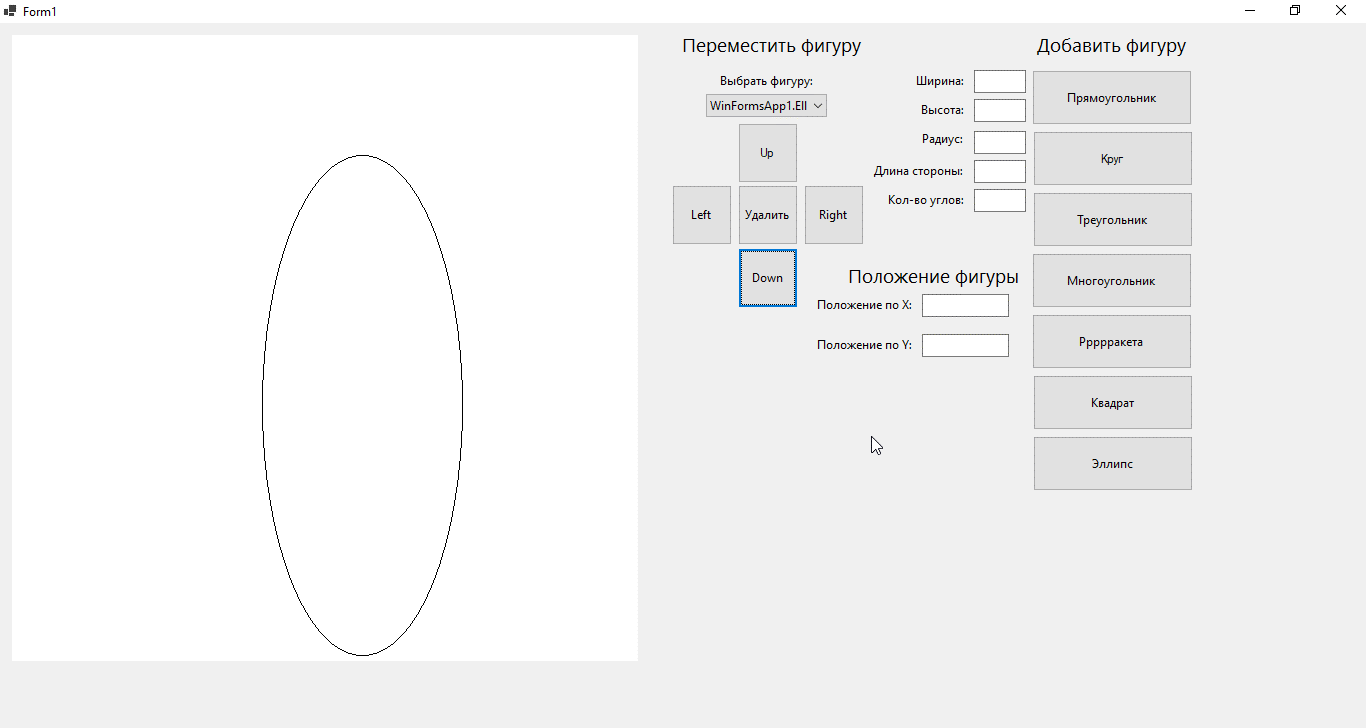 Form1
Переместить фигуру
Выбрать фигуру:
WinFormsApp1.Ell
Up
Left
Удалить
Right
Down
Ширина:
Высота:
Радиус:
Длина стороны:
Кол-во углов:
Положение фигуры
Положение по X:
Положение по Y:
Добавить фигуру
Прямоугольник
Круг
Треугольник
Многоугольник
Рррррракета
Квадрат
Эллипс